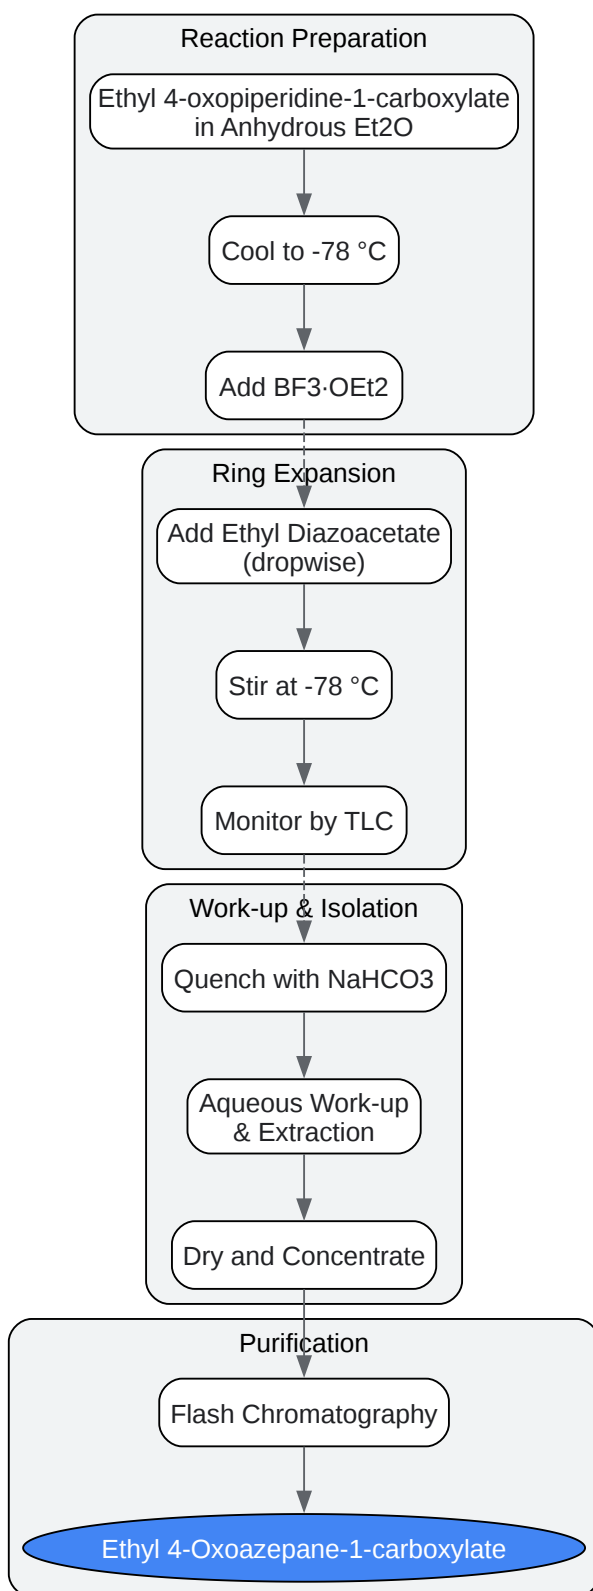 Reaction Preparation
Ethyl 4-oxopiperidine-1-carboxylate
in Anhydrous Et2O
Cool to -78 °C
Add BF3·OEt2
Ring Expansion
Add Ethyl Diazoacetate
(dropwise)
Stir at -78 °C
Monitor by TLC
Work-up & Isolation
Quench with NaHCO3
Aqueous Work-up
& Extraction
Dry and Concentrate
Purification
Flash Chromatography
Ethyl 4-Oxoazepane-1-carboxylate